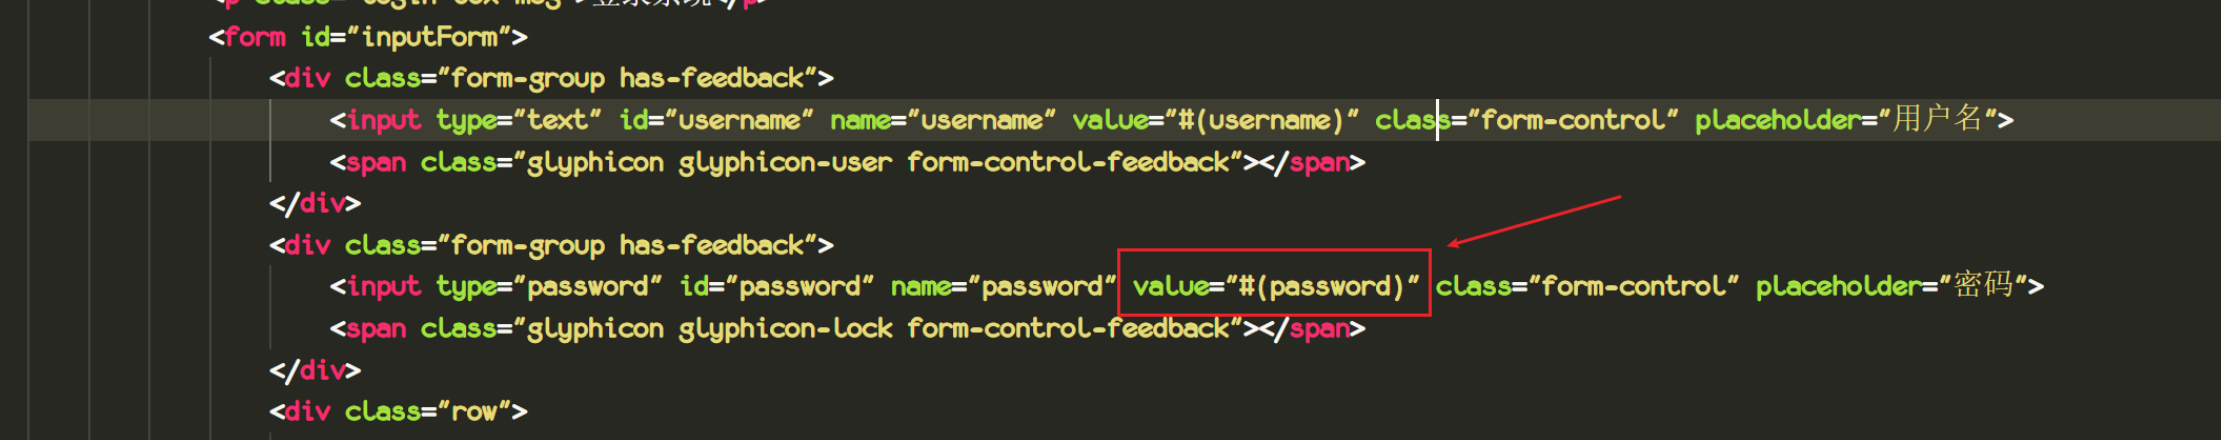 <form id="inputForm">
<div class="form-group has-feedback">
<input type="text" id="username" name="username" value="#(username)" class="form-control" placeholder="用户名">
<span class="glyphicon glyphicon-user form-control-feedback"></span>
</div>
<div class="form-group has-feedback">
<input type="password" id="password" name="password" value="#(password)" class="form-control" placeholder="密码">
<span class="glyphicon glyphicon-lock form-control-feedback"></span>
</div>
<div class="row">